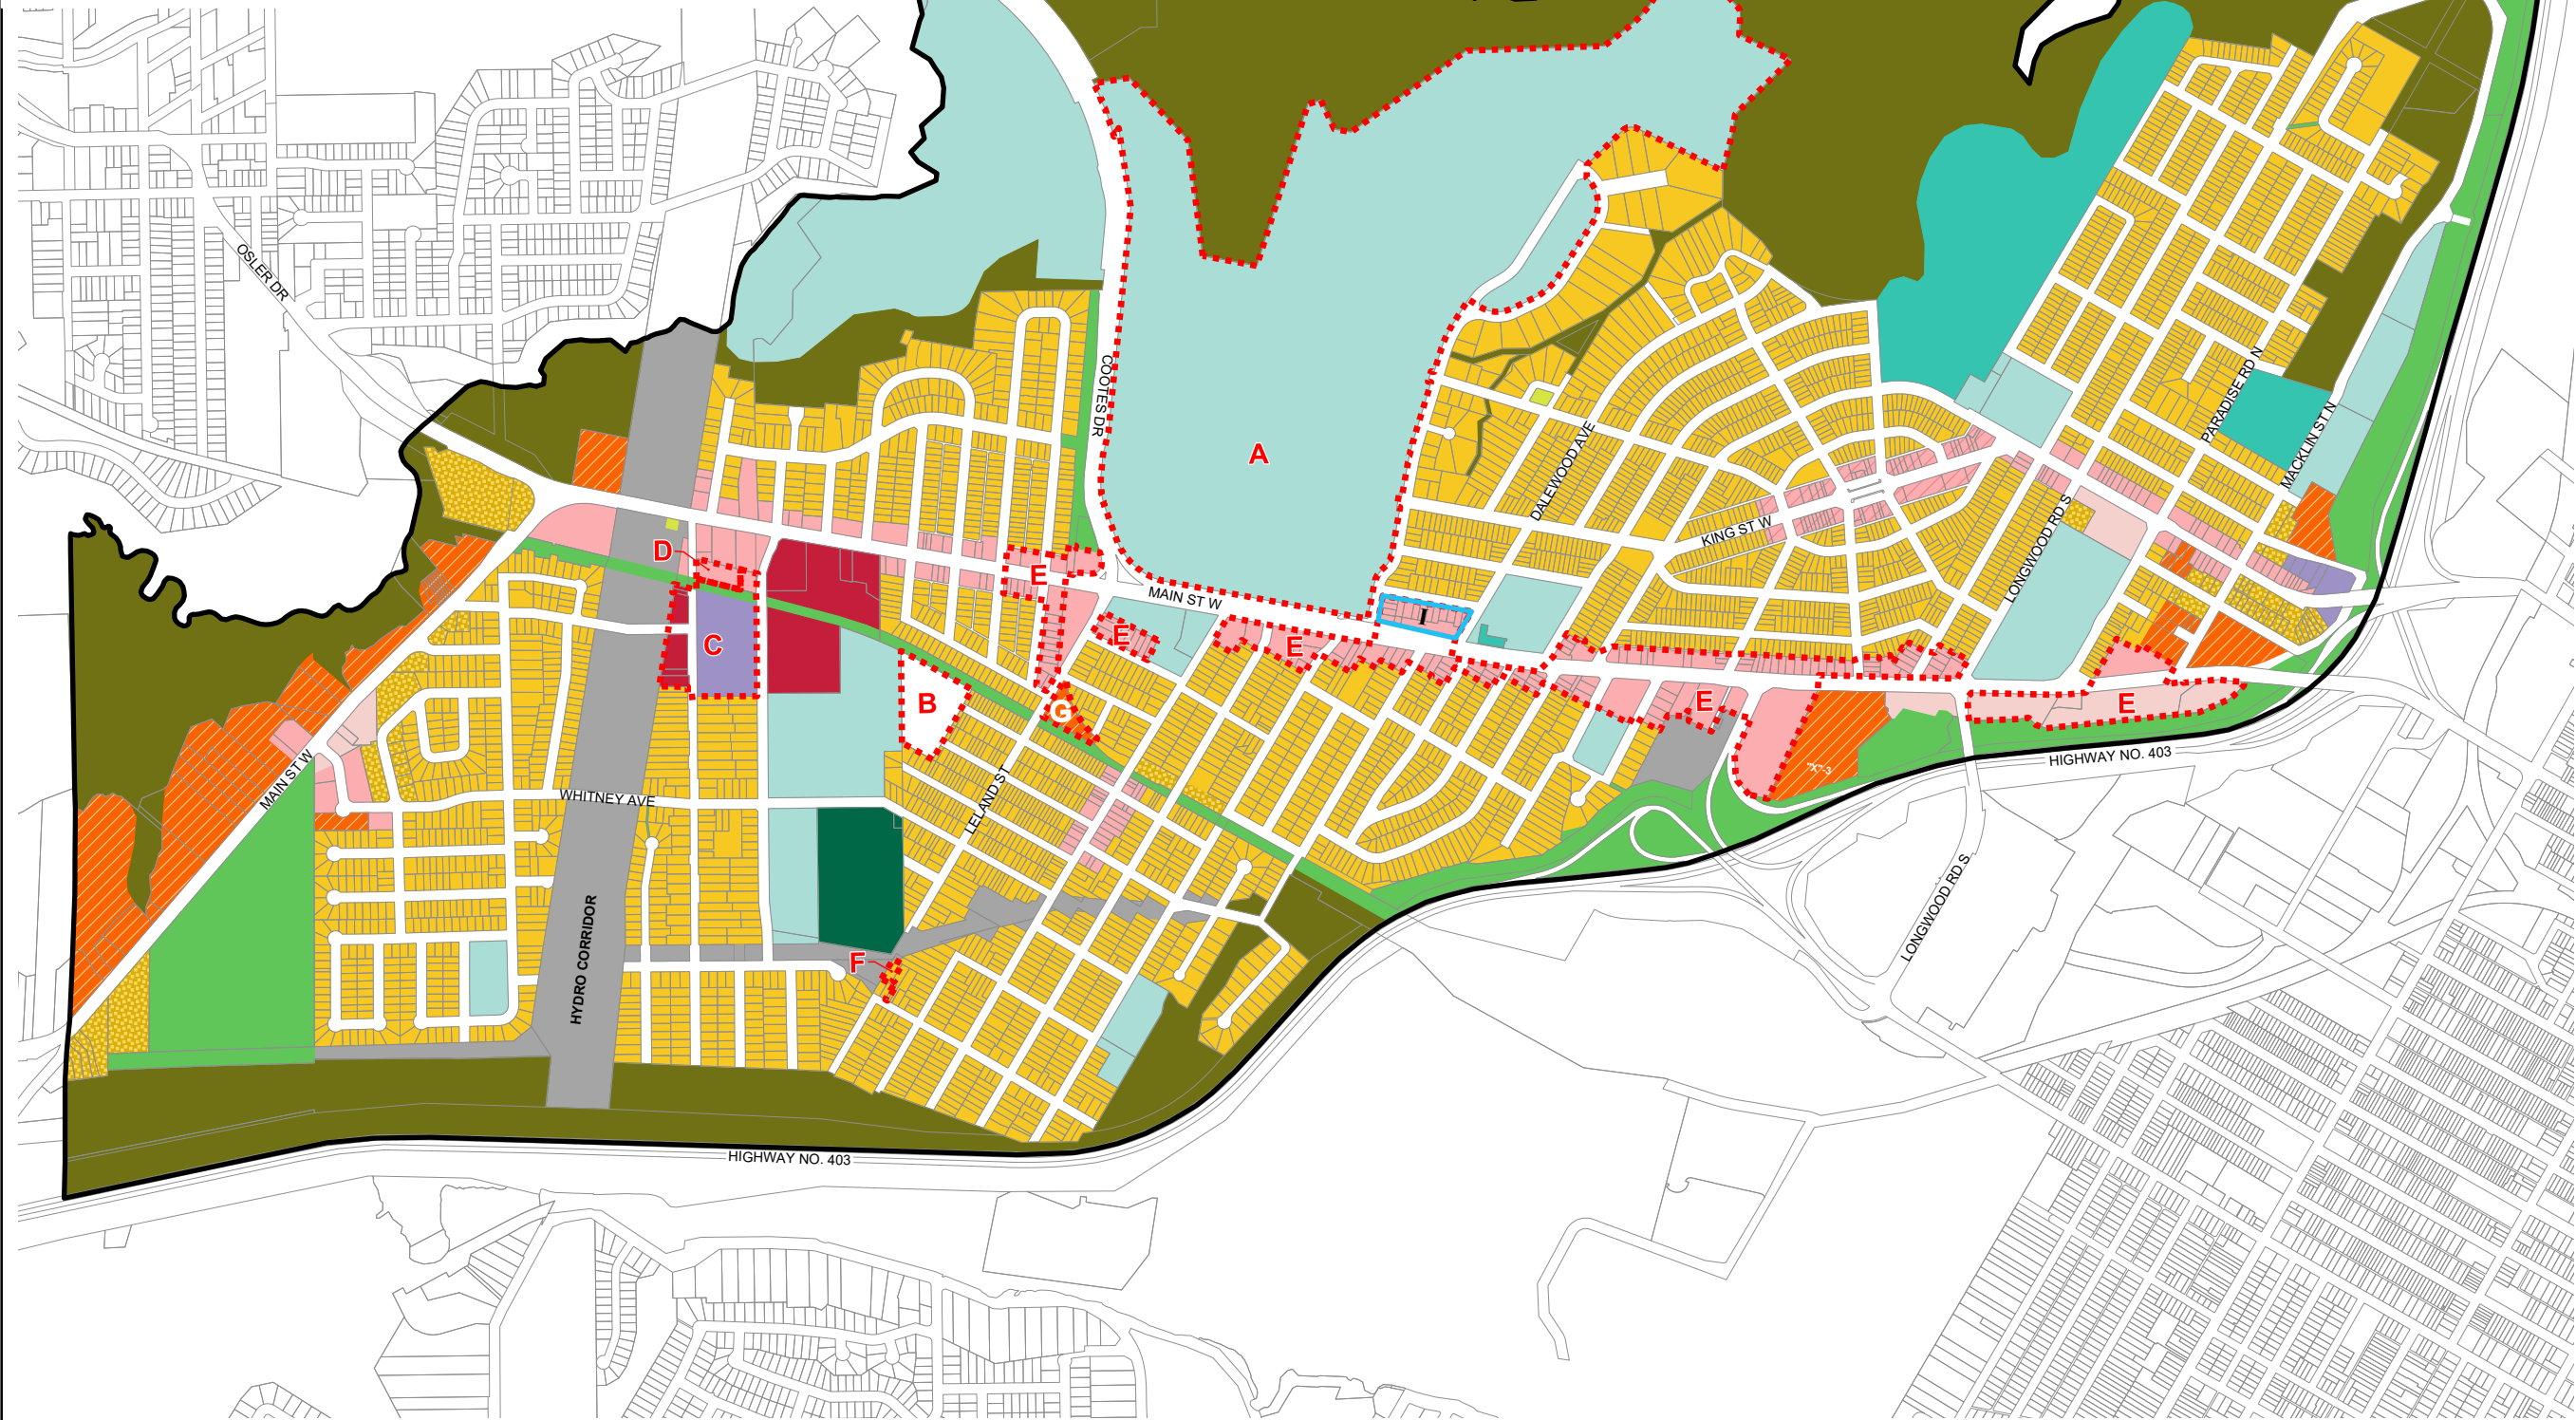 OSLER DR
COOTES DR
A
DALEWOOD AVE
PARADISE RD N
MACKLIN ST N
KING ST W
LONGWOOD RD S
D
E
MAIN ST W
I
C
E
E
B
G
E
E
HIGHWAY NO. 403
"X"-3
MAIN ST W
WHITNEY AVE
LELAND ST
LONGWOOD RD S
HYDRO CORRIDOR
F
HIGHWAY NO. 403